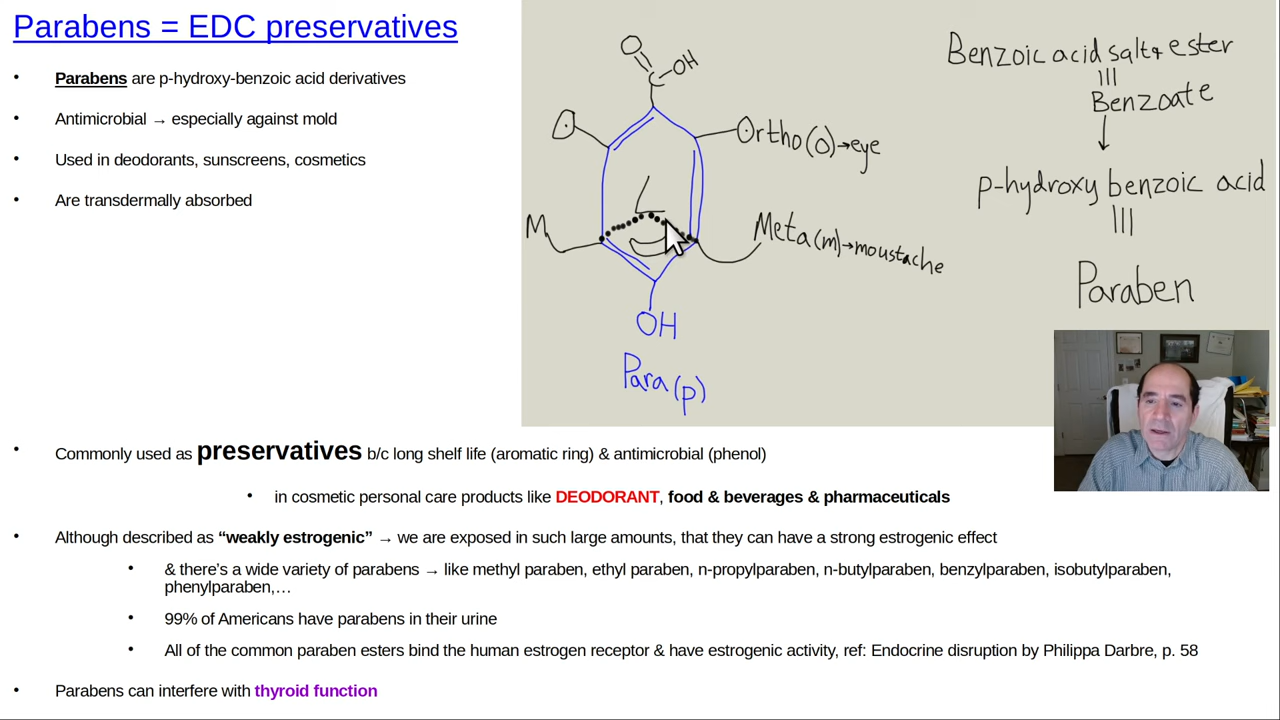 Parabens = EDC preservatives
• Parabens are p-hydroxy-benzoic acid derivatives
• Antimicrobial → especially against mold
• Used in deodorants, sunscreens, cosmetics
• Are transdermally absorbed
O
C
OH
O
Ortho (o)→eye
M
Meta (m)→moustache
OH
Para (p)
Benzoic acid salt & ester
Benzoate
p-hydroxy benzoic acid
Paraben
• Commonly used as preservatives b/c long shelf life (aromatic ring) & antimicrobial (phenol)
• in cosmetic personal care products like DEODORANT, food & beverages & pharmaceuticals
• Although described as “weakly estrogenic” → we are exposed in such large amounts, that they can have a strong estrogenic effect
• & there’s a wide variety of parabens → like methyl paraben, ethyl paraben, n-propylparaben, n-butylparaben, benzylparaben, isobutylparaben,
phenylparaben,…
• 99% of Americans have parabens in their urine
• All of the common paraben esters bind the human estrogen receptor & have estrogenic activity, ref: Endocrine disruption by Philippa Darbre, p. 58
• Parabens can interfere with thyroid function